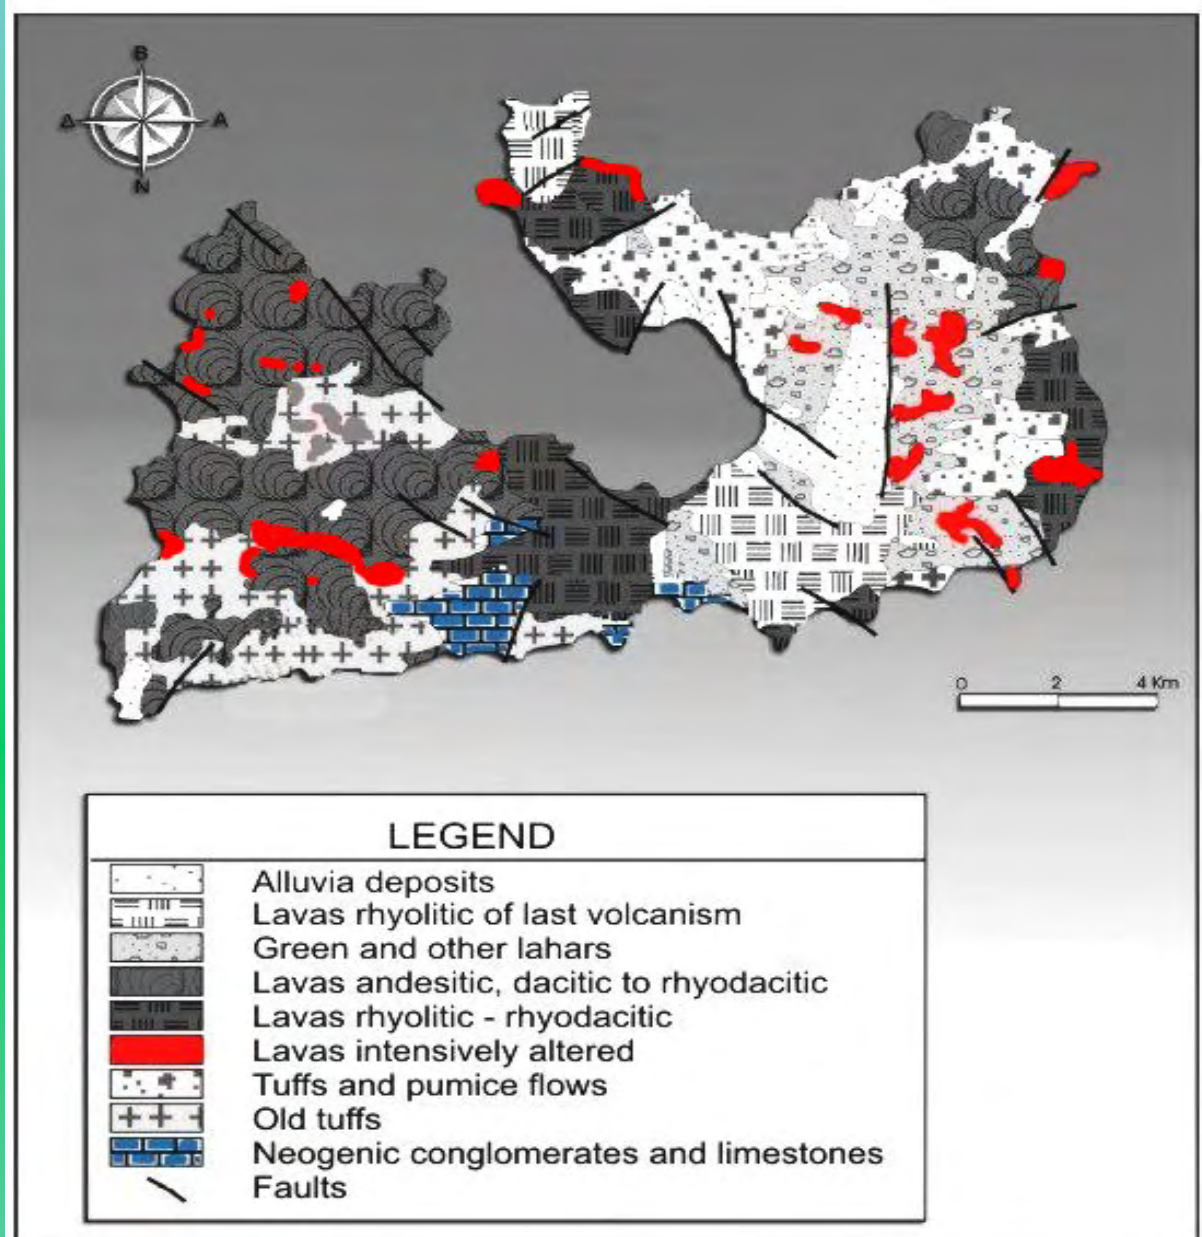 Β
Δ Α
Ν
0 2 4 Km
LEGEND
Alluvia deposits
Lavas rhyolitic of last volcanism
Green and other lahars
Lavas andesitic, dacitic to rhyodacitic
Lavas rhyolitic - rhyodacitic
Lavas intensively altered
Tuffs and pumice flows
Old tuffs
Neogenic conglomerates and limestones
Faults